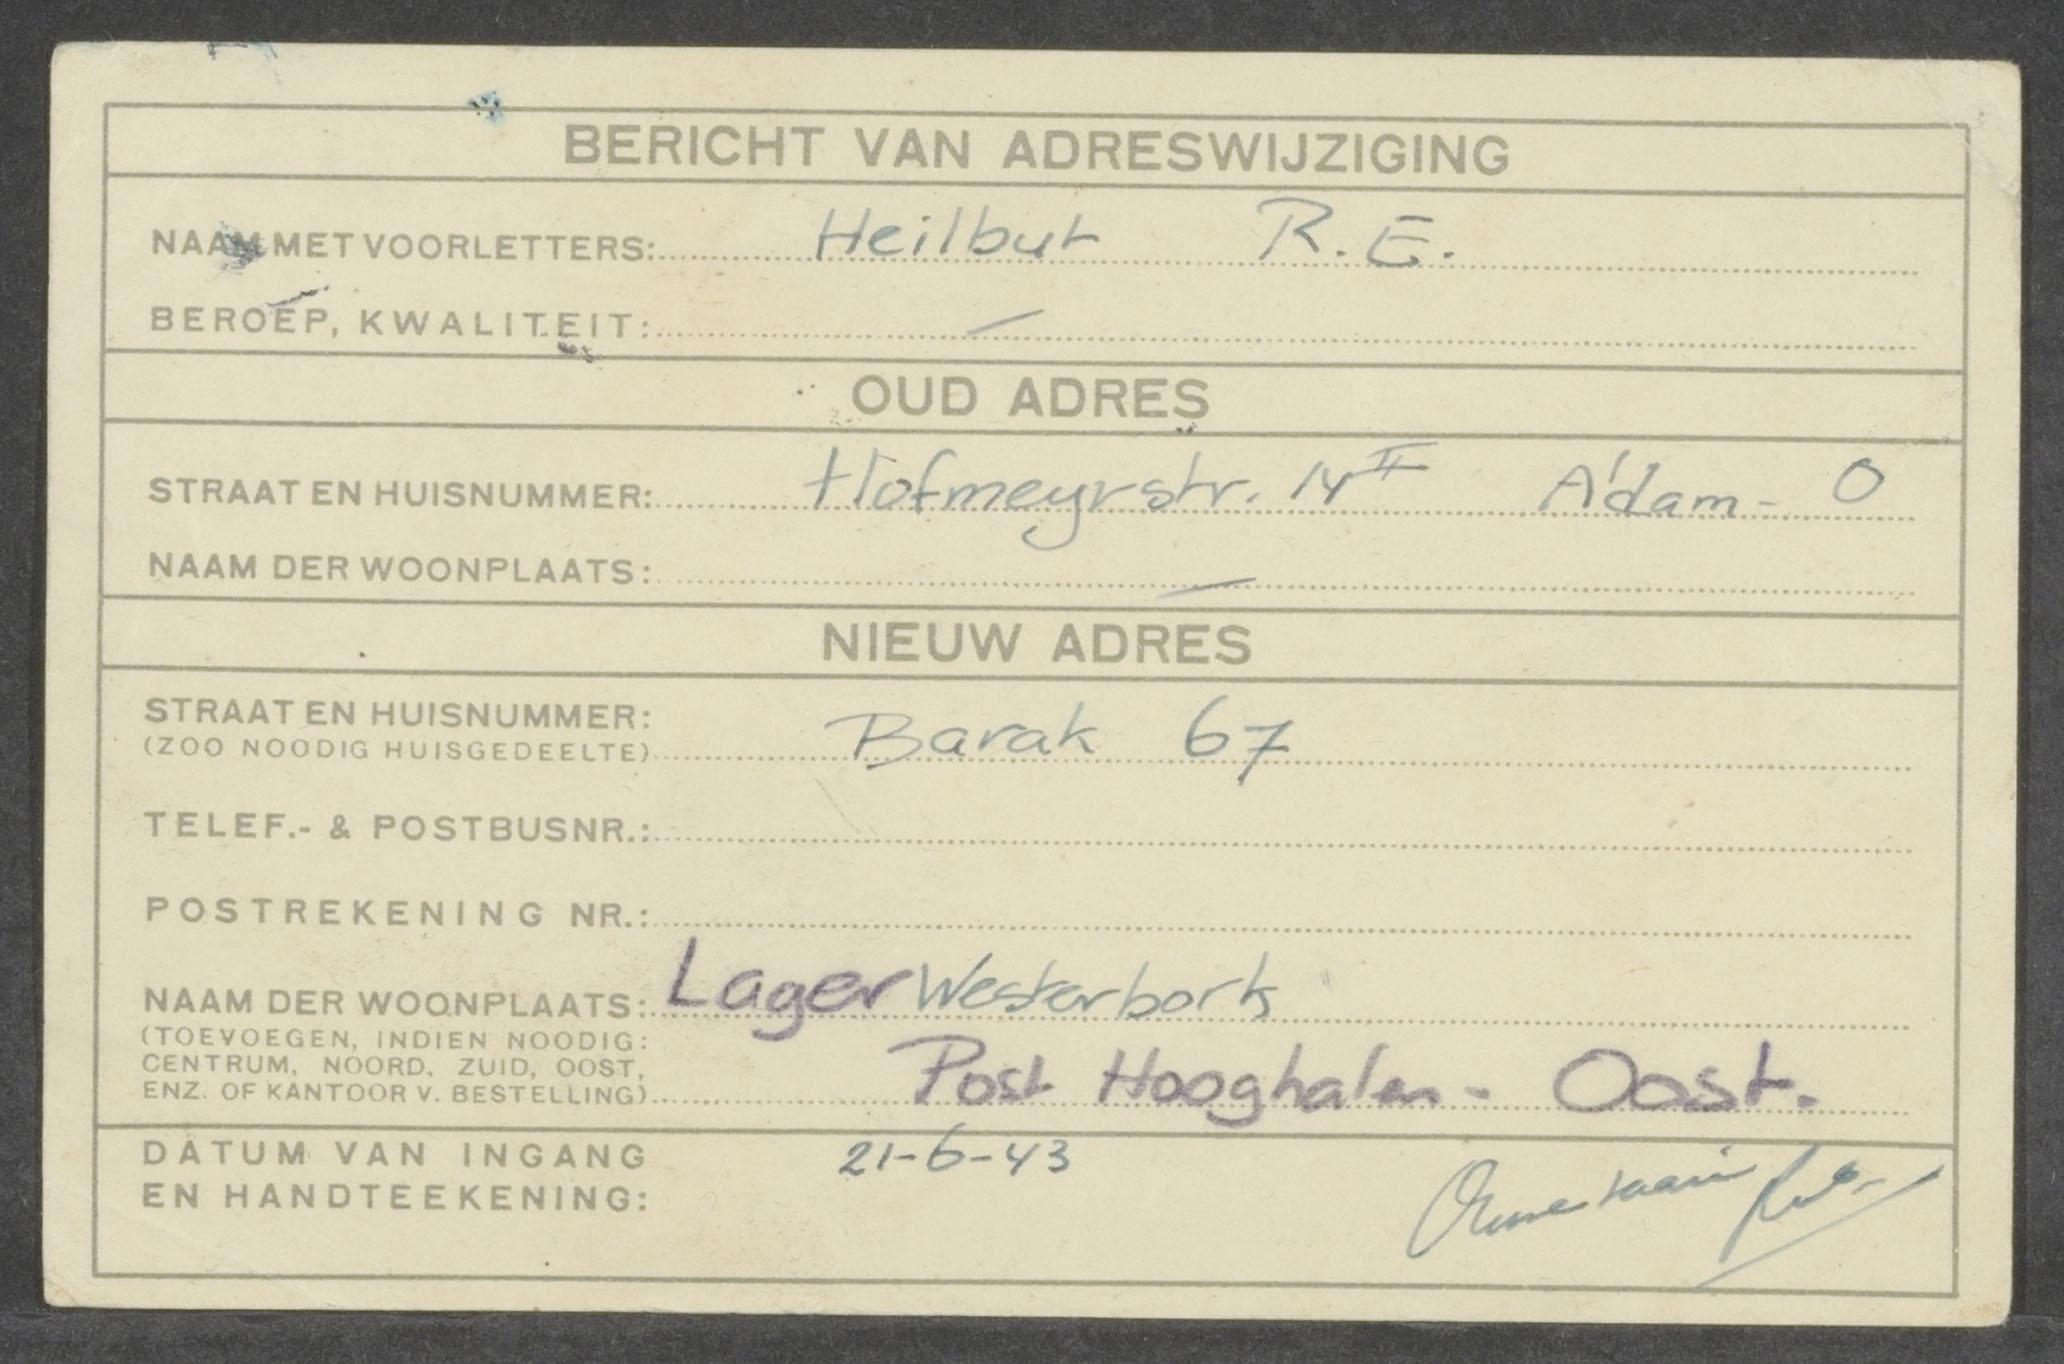 BERICHT VAN ADRESWIJZIGING
NAAM MET VOORLETTERS: Heilbut R.E.
BEROEP, KWALITEIT: —
OUD ADRES
STRAAT EN HUISNUMMER: Hofmeyrstr. 14 II A'dam - O
NAAM DER WOONPLAATS: —
NIEUW ADRES
STRAAT EN HUISNUMMER: Barak 67
(ZOO NOODIG HUISGEDEELTE)
TELEF.- & POSTBUSNR.:
POSTREKENING NR.:
NAAM DER WOONPLAATS: Lager Westerbork
(TOEVOEGEN, INDIEN NOODIG:
CENTRUM, NOORD, ZUID, OOST,
ENZ. OF KANTOOR V. BESTELLING) Post Hooghalen - Oost.
DATUM VAN INGANG 21-6-43
EN HANDTEEKENING: